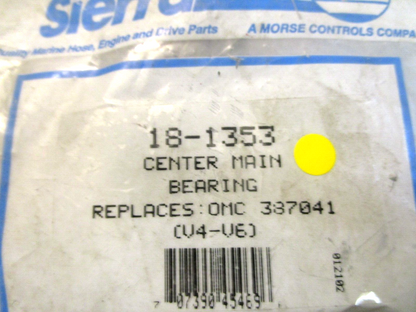 Sierra
Quality Marine Hose, Engine and Drive Parts
A MORSE CONTROLS COMPA
18-1353
CENTER MAIN
BEARING
REPLACES: OMC 387041
(V4-V6)
012102
7 07390 45469